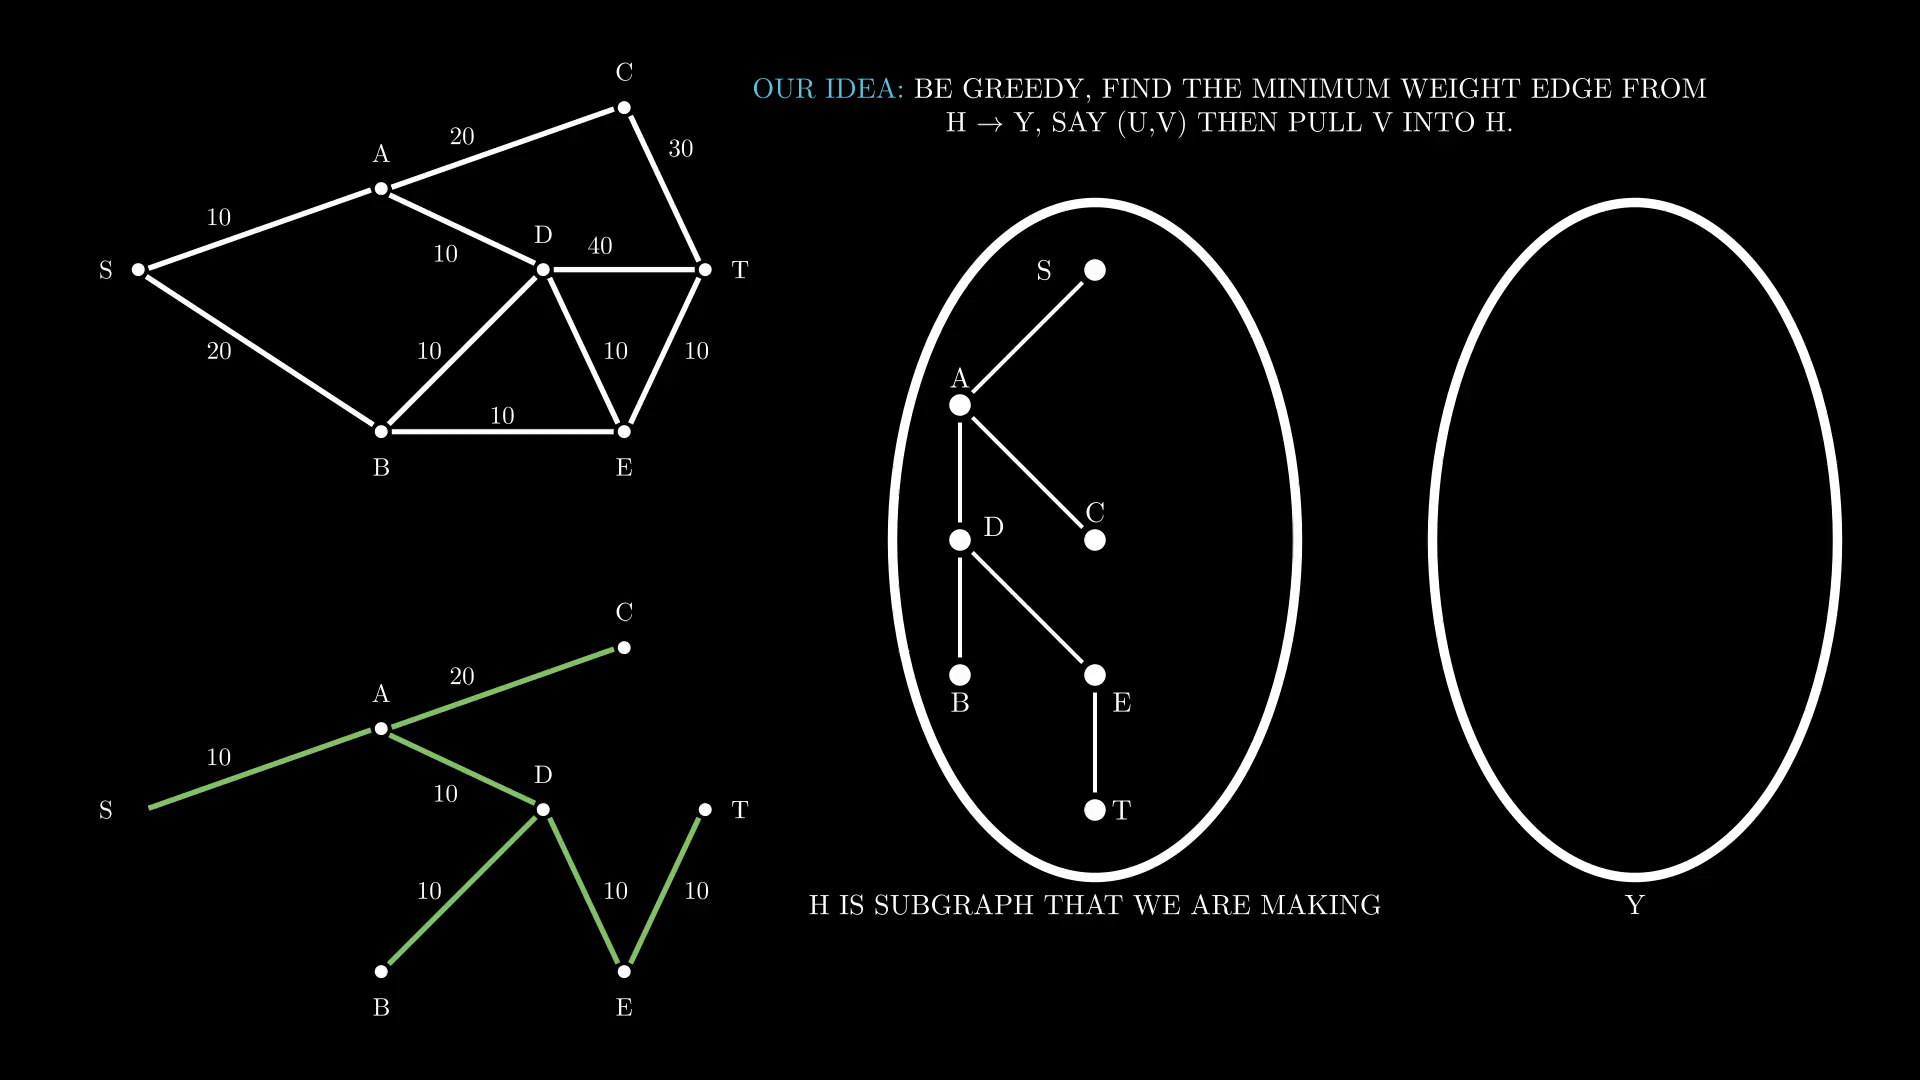 OUR IDEA: BE GREEDY, FIND THE MINIMUM WEIGHT EDGE FROM
H → Y, SAY (U,V) THEN PULL V INTO H.
C
20
30
A
10
D
40
10
S
T
20
10
10
10
10
B
E
S
A
D
C
B
E
T
H IS SUBGRAPH THAT WE ARE MAKING
Y
C
20
A
10
D
10
S
T
10
10
10
B
E